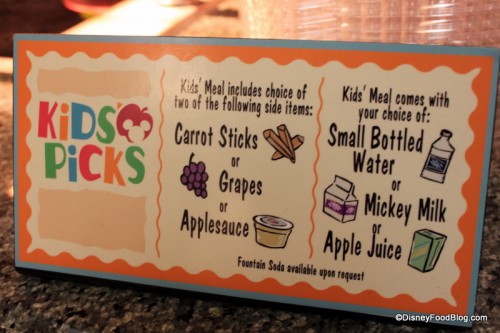 KiDS'
PiCKS
Kids' Meal includes choice of
two of the following side items:
Carrot Sticks
or
Grapes
or
Applesauce
Kids' Meal comes with
your choice of:
Small Bottled
Water
or
Mickey Milk
or
Apple Juice
Fountain Soda available upon request
©DisneyFoodBlog.com